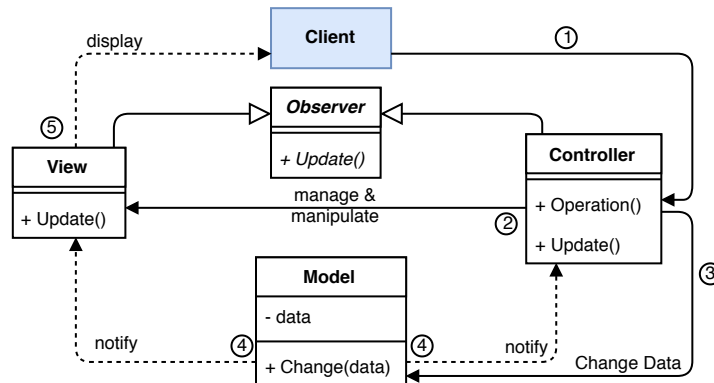 Client
display
1
Observer
+ Update()
5
View
+ Update()
Controller
+ Operation()
+ Update()
manage &
manipulate
2
3
Model
- data
+ Change(data)
notify
4
4
notify
Change Data